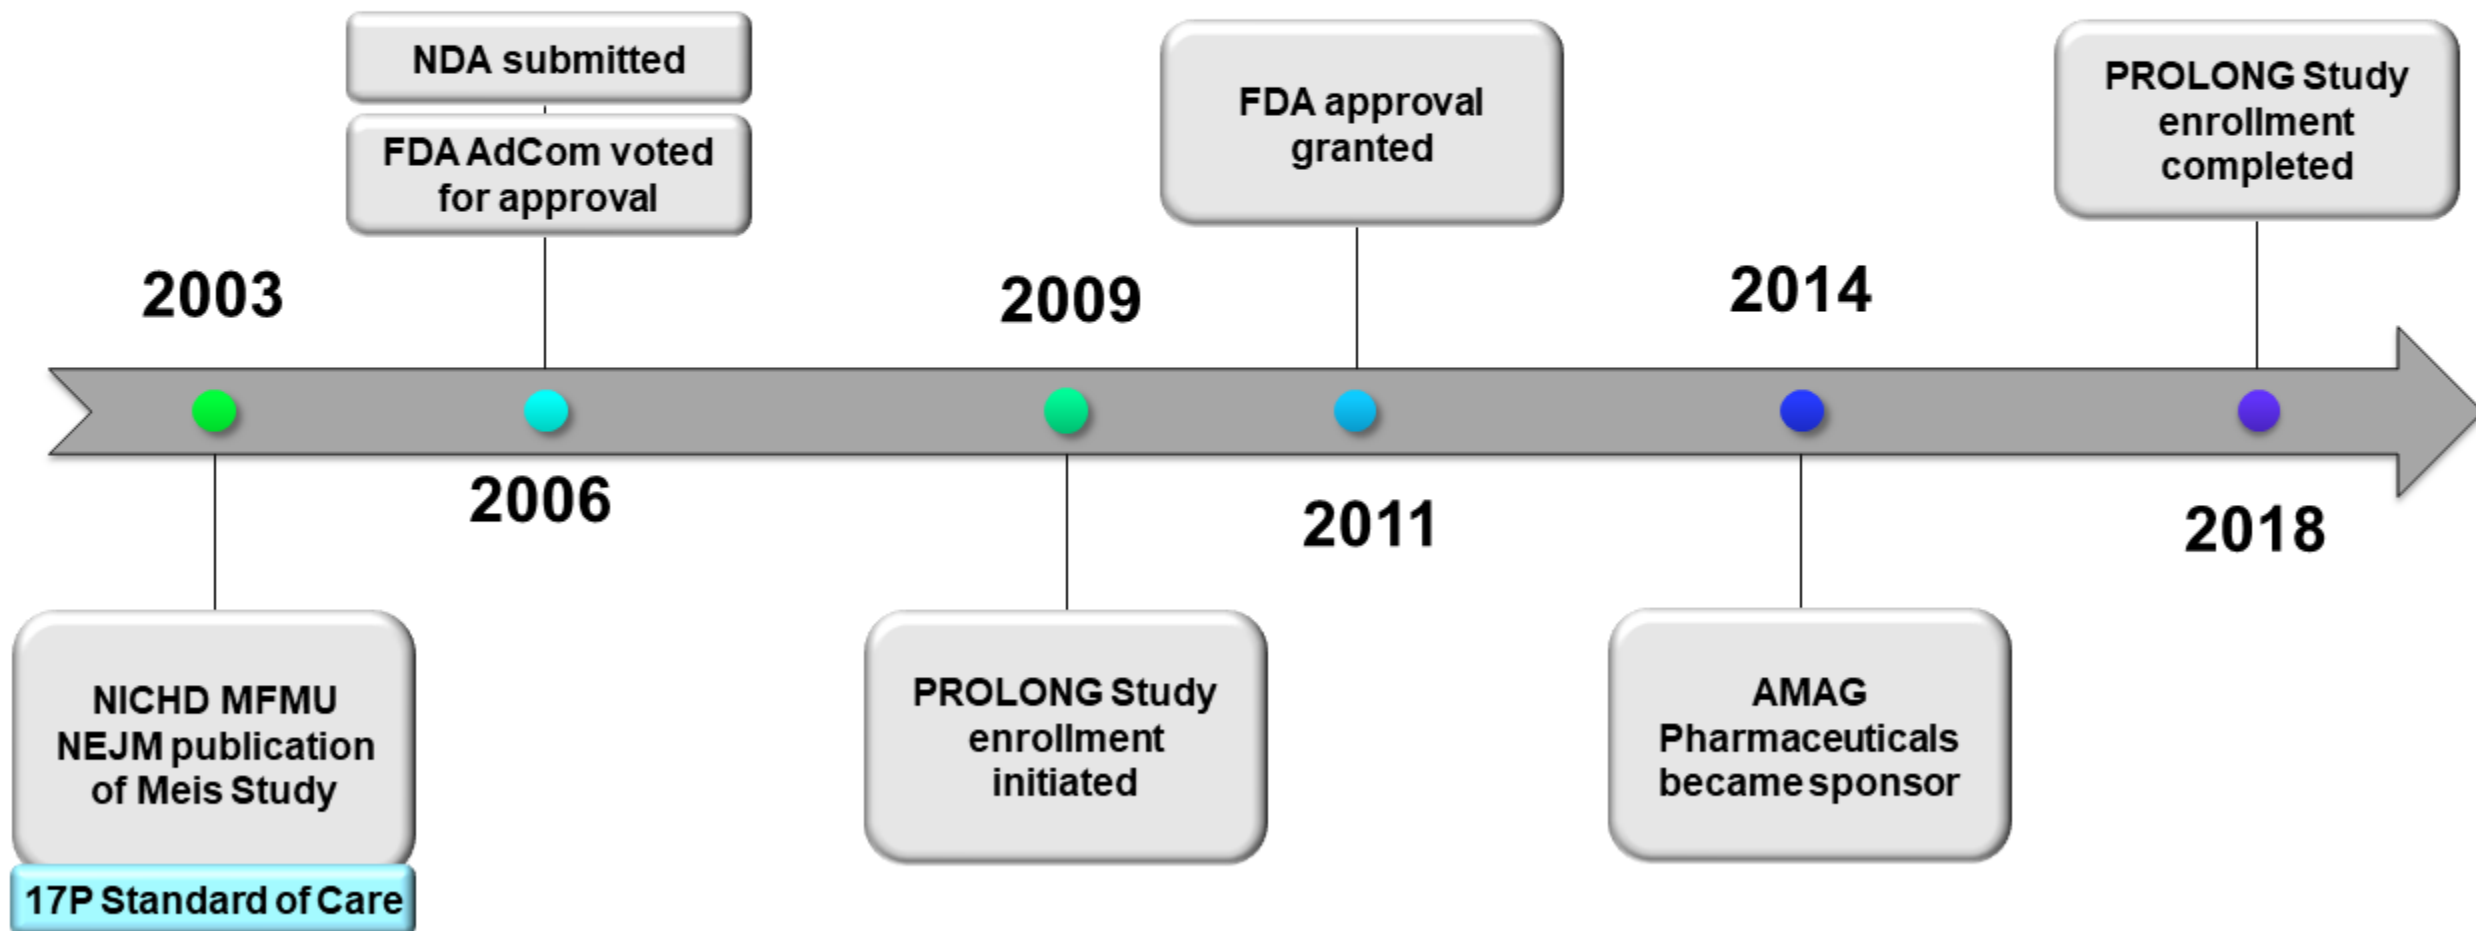 NDA submitted
FDA AdCom voted
for approval
FDA approval
granted
PROLONG Study
enrollment
completed
2003
2009
2014
2006
2011
2018
NICHD MFMU
NEJM publication
of Meis Study
17P Standard of Care
PROLONG Study
enrollment
initiated
AMAG
Pharmaceuticals
became sponsor